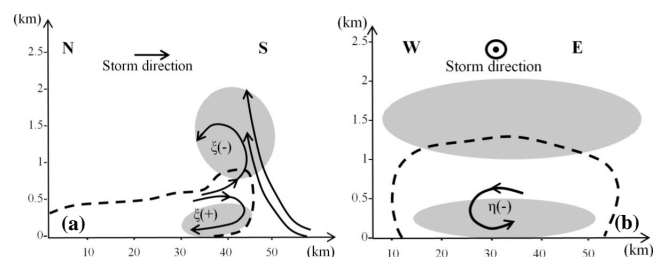 (km)
N S
Storm direction
2.5
2
1.5
1
0.5
0
ξ(-)
ξ(+)
(a)
10 20 30 40 50 (km)
(km)
W E
Storm direction
2.5
2
1.5
1
0.5
0
η(-)
(b)
10 20 30 40 50 (km)